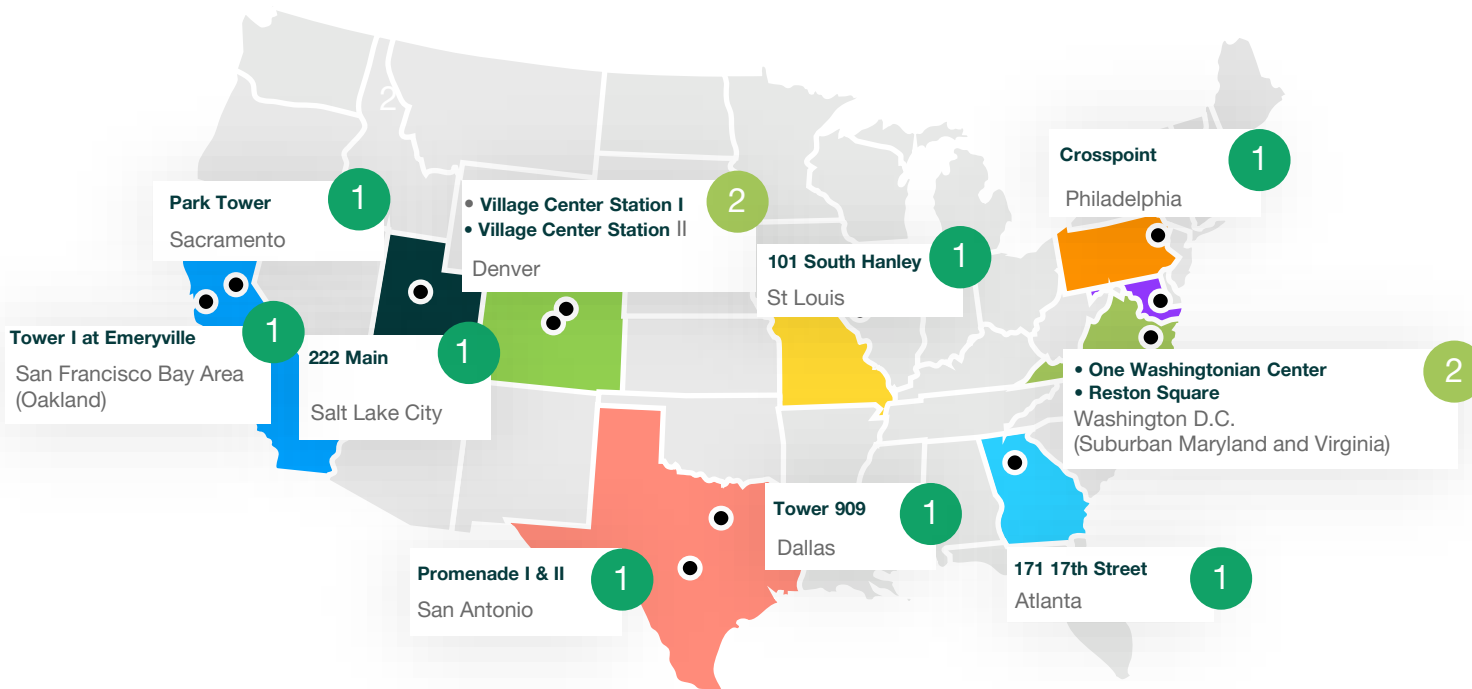 2
Crosspoint
1
Philadelphia
Park Tower
1
Sacramento
• Village Center Station I
• Village Center Station II
2
Denver
101 South Hanley
1
St Louis
Tower I at Emeryville
1
San Francisco Bay Area
(Oakland)
222 Main
1
Salt Lake City
• One Washingtonian Center
• Reston Square
2
Washington D.C.
(Suburban Maryland and Virginia)
Tower 909
1
Dallas
Promenade I & II
1
San Antonio
171 17th Street
1
Atlanta